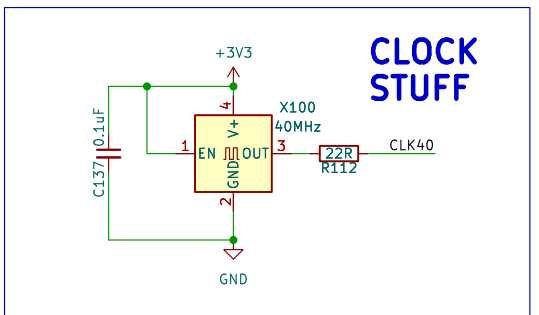 CLOCK
STUFF
+3V3
X100
40MHz
4
V+
0.1uF
C137
1
EN
OUT
3
GND
2
22R
R112
CLK40
GND